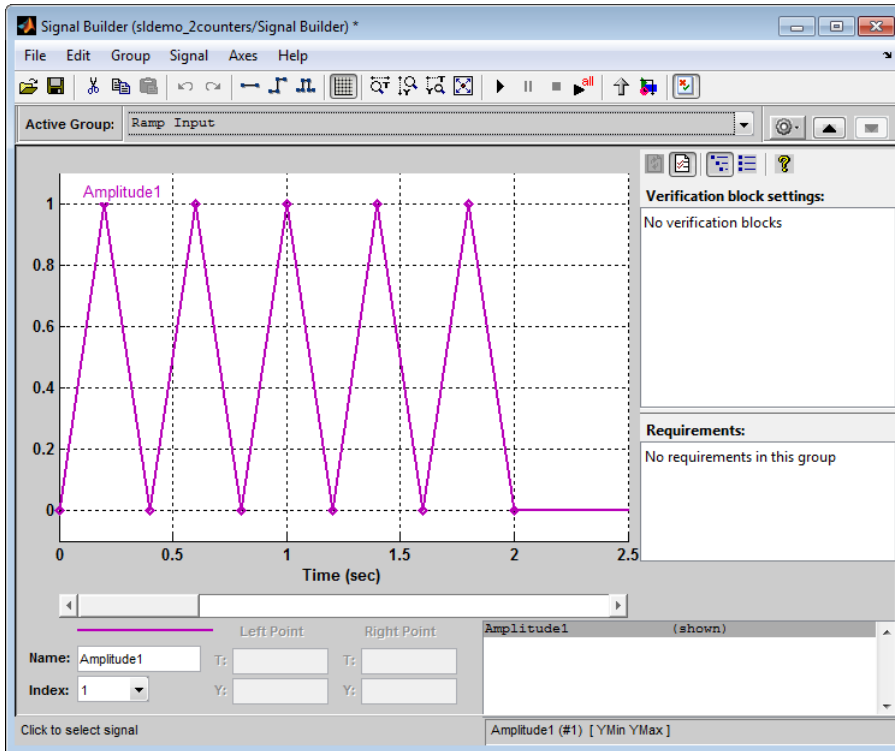 Signal Builder (sldemo_2counters/Signal Builder) *
File Edit Group Signal Axes Help
all
Active Group: Ramp Input
Verification block settings:
No verification blocks
Amplitude1
1
0.8
0.6
0.4
0.2
0
0 0.5 1 1.5 2 2.5
Time (sec)
Requirements:
No requirements in this group
Left Point Right Point
Name: Amplitude1 T: T:
Index: 1 Y: Y:
Amplitude1 (shown)
Click to select signal
Amplitude1 (#1) [ YMin YMax ]